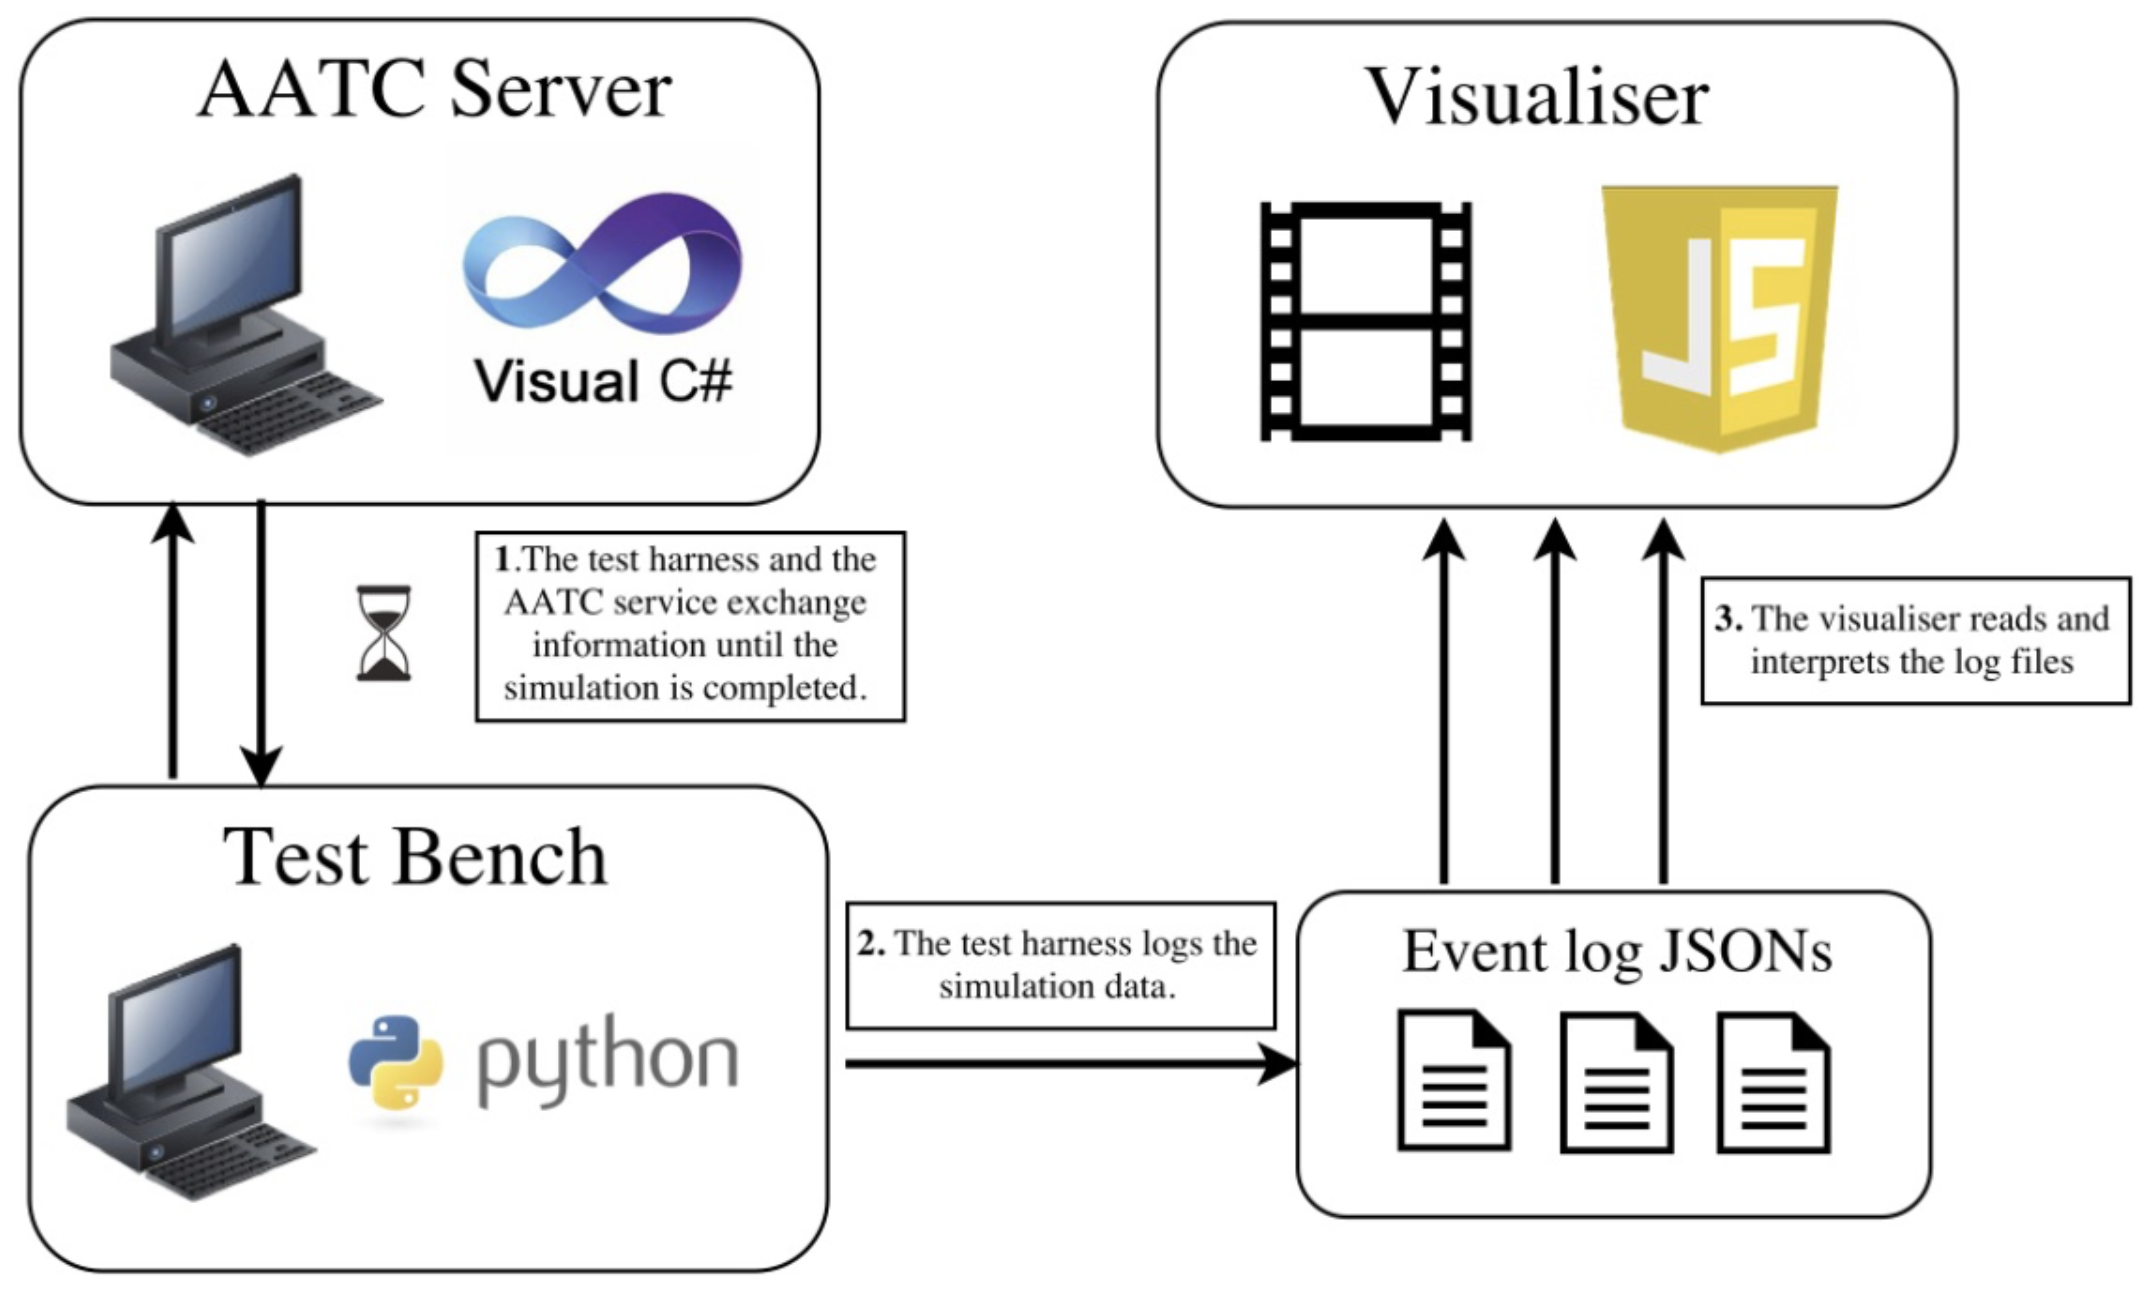 AATC Server
Visual C#
Visualiser
JS
1.The test harness and the
AATC service exchange
information until the
simulation is completed.
3. The visualiser reads and
interprets the log files
Test Bench
python
2. The test harness logs the
simulation data.
Event log JSONs